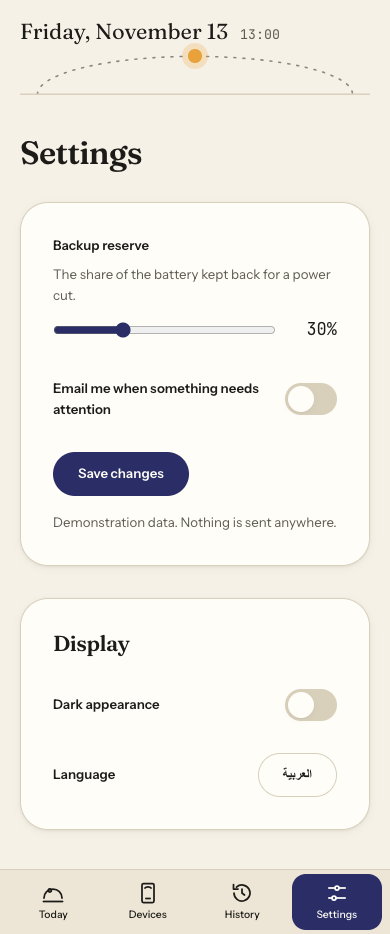 Friday, November 13 13:00
Settings
Backup reserve
The share of the battery kept back for a power
cut.
30%
Email me when something needs
attention
Save changes
Demonstration data. Nothing is sent anywhere.
Display
Dark appearance
Language العربية
Today Devices History Settings